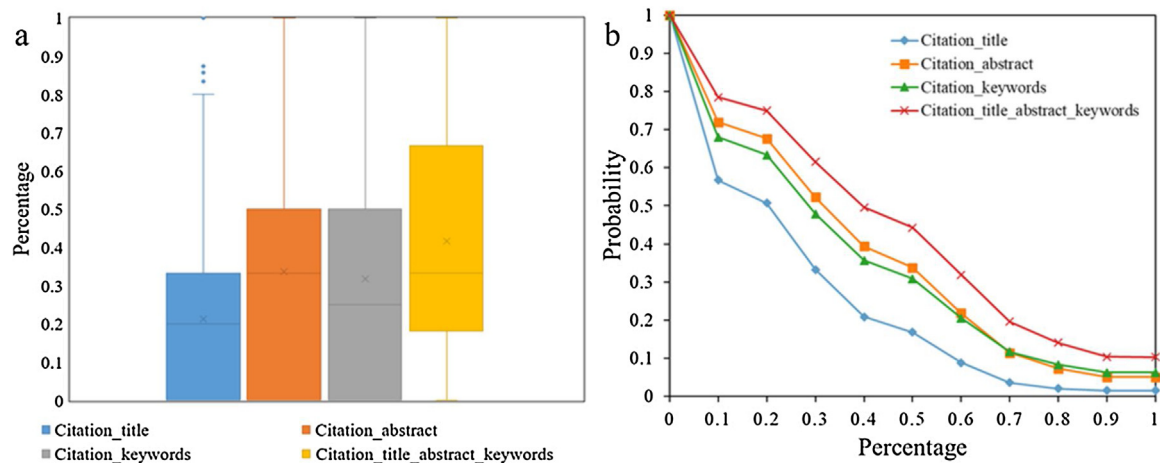 a
Percentage
1
0.9
0.8
0.7
0.6
0.5
0.4
0.3
0.2
0.1
0
Citation_title
Citation_abstract
Citation_keywords
Citation_title_abstract_keywords
b
Probability
1
0.9
0.8
0.7
0.6
0.5
0.4
0.3
0.2
0.1
0
Citation_title
Citation_abstract
Citation_keywords
Citation_title_abstract_keywords
0 0.1 0.2 0.3 0.4 0.5 0.6 0.7 0.8 0.9 1
Percentage